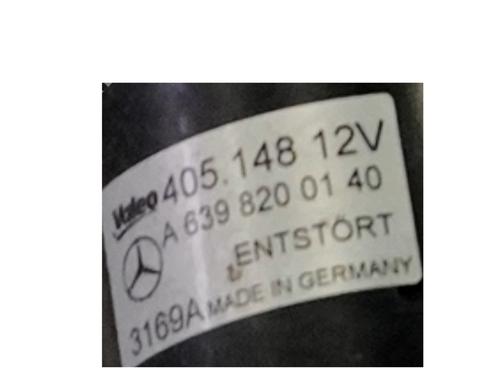 Valeo 405.148 12V
A 639 820 01 40
ENTSTÖRT
3169A MADE IN GERMANY